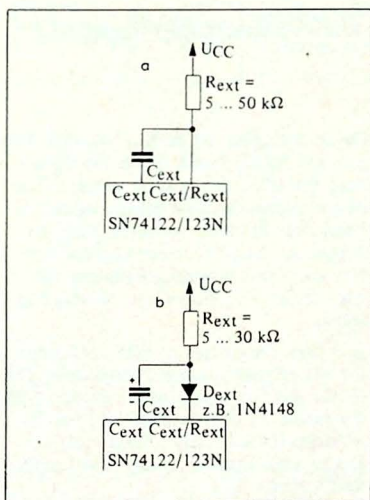 a
UCC
Rext =
5 ... 50 kΩ
Cext
Cext Cext/Rext
SN74122/123N
b
UCC
Rext =
5 ... 30 kΩ
+
-
Cext
Dext
z.B. 1N4148
Cext Cext/Rext
SN74122/123N